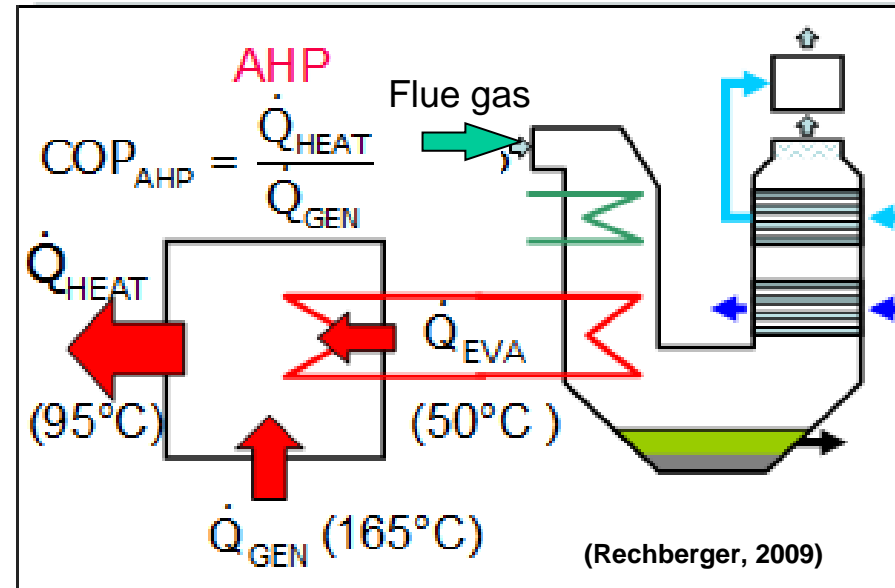 AHP
Flue gas
COP_AHP = Q̇_HEAT / Q̇_GEN
Q̇_HEAT
Q̇_EVA
(95°C)
(50°C )
Q̇_GEN (165°C)
(Rechberger, 2009)